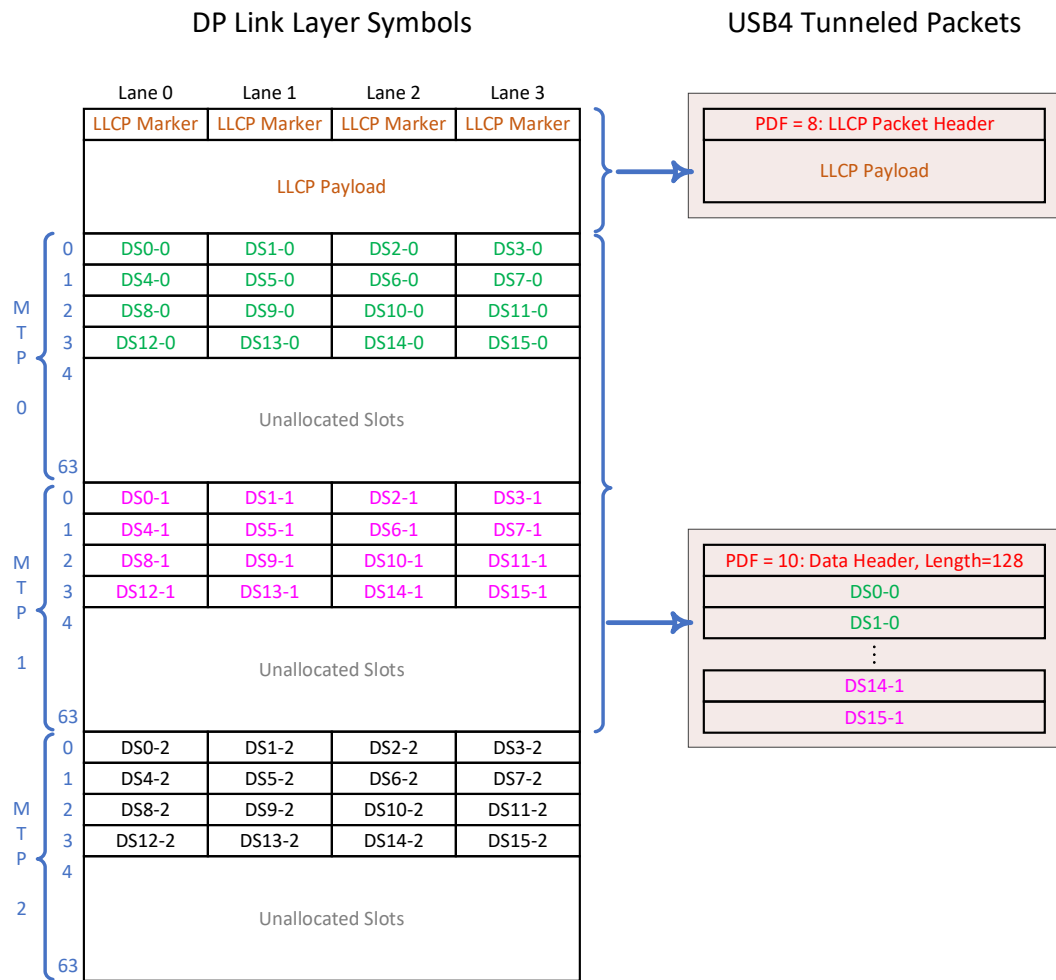 DP Link Layer Symbols
USB4 Tunneled Packets
Lane 0 Lane 1 Lane 2 Lane 3
LLCP Marker LLCP Marker LLCP Marker LLCP Marker
LLCP Payload
PDF = 8: LLCP Packet Header
LLCP Payload
MTP 0
0 DS0-0 DS1-0 DS2-0 DS3-0
1 DS4-0 DS5-0 DS6-0 DS7-0
2 DS8-0 DS9-0 DS10-0 DS11-0
3 DS12-0 DS13-0 DS14-0 DS15-0
4
Unallocated Slots
63
MTP 1
0 DS0-1 DS1-1 DS2-1 DS3-1
1 DS4-1 DS5-1 DS6-1 DS7-1
2 DS8-1 DS9-1 DS10-1 DS11-1
3 DS12-1 DS13-1 DS14-1 DS15-1
4
Unallocated Slots
63
PDF = 10: Data Header, Length=128
DS0-0
DS1-0
⋮
DS14-1
DS15-1
MTP 2
0 DS0-2 DS1-2 DS2-2 DS3-2
1 DS4-2 DS5-2 DS6-2 DS7-2
2 DS8-2 DS9-2 DS10-2 DS11-2
3 DS12-2 DS13-2 DS14-2 DS15-2
4
Unallocated Slots
63